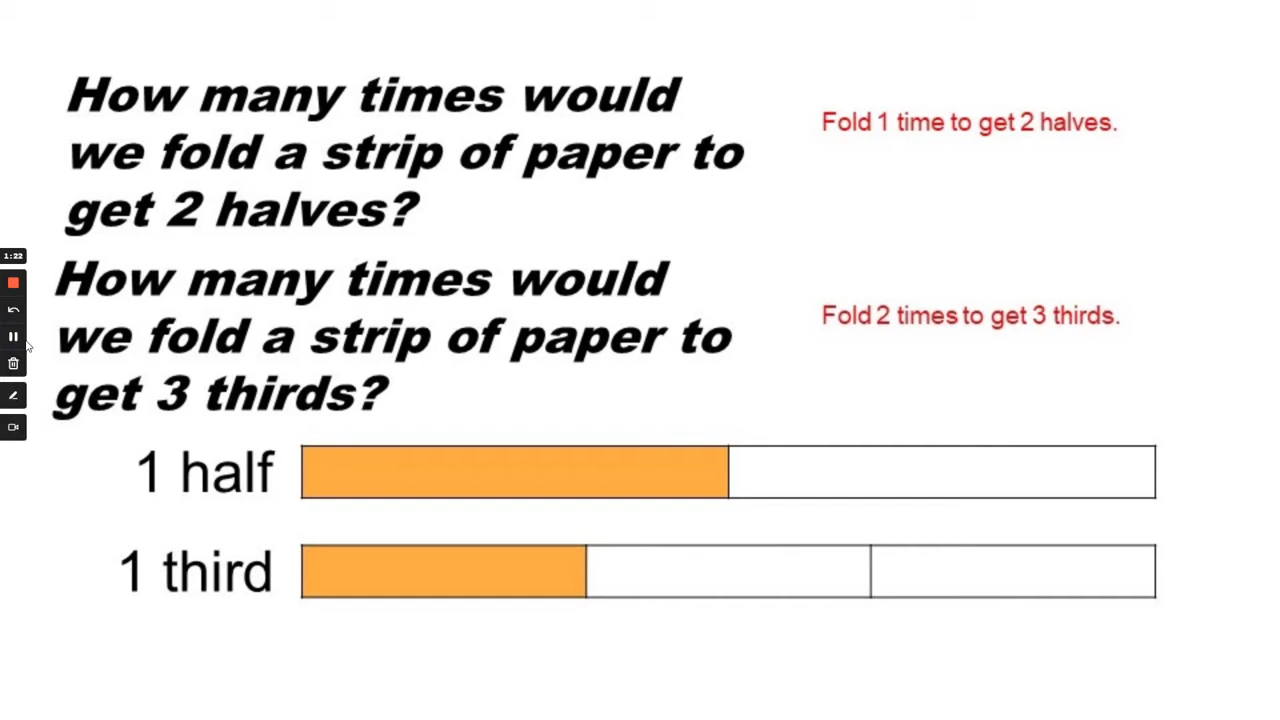 How many times would
we fold a strip of paper to
get 2 halves?
Fold 1 time to get 2 halves.
1:22
How many times would
we fold a strip of paper to
get 3 thirds?
Fold 2 times to get 3 thirds.
1 half
1 third